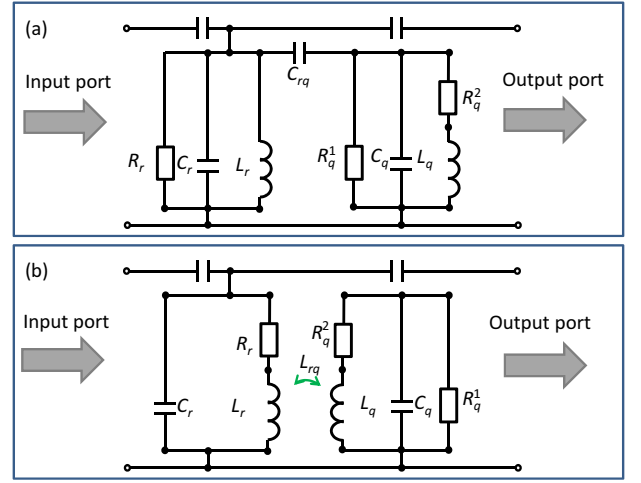 (a)
Input port
C_rq
Output port
R_q^2
R_r
C_r
L_r
R_q^1
C_q
L_q
(b)
Input port
Output port
R_r
R_q^2
L_rq
C_r
L_r
L_q
C_q
R_q^1